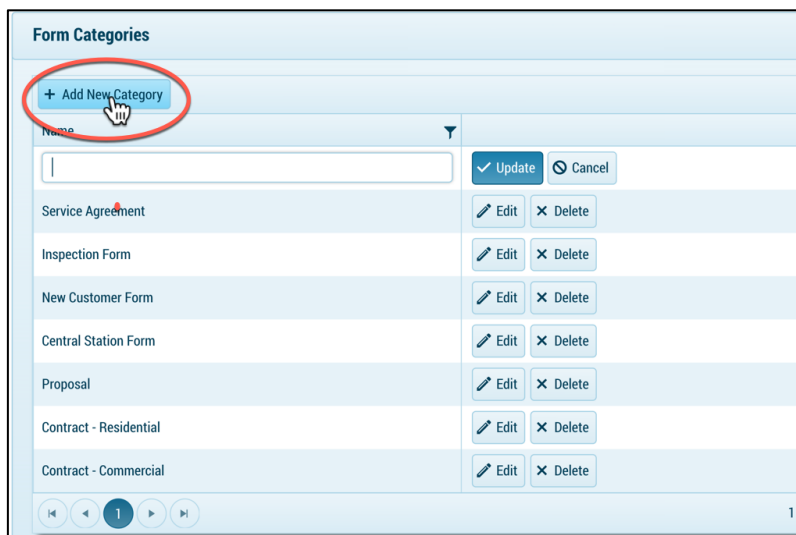 Form Categories
+ Add New Category
Name
Update Cancel
Service Agreement Edit Delete
Inspection Form Edit Delete
New Customer Form Edit Delete
Central Station Form Edit Delete
Proposal Edit Delete
Contract - Residential Edit Delete
Contract - Commercial Edit Delete
1 1